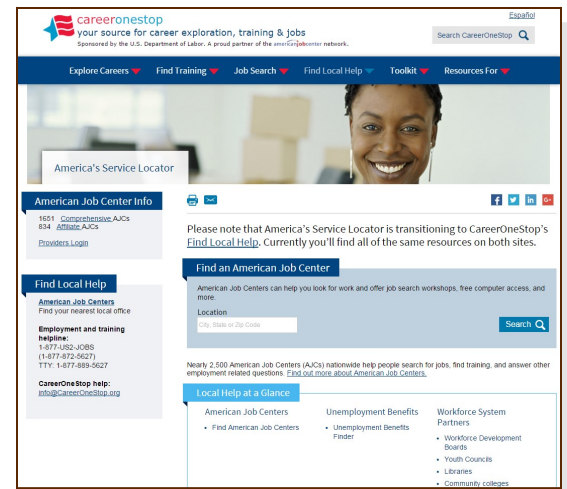 Español
careeronestop
your source for career exploration, training & jobs
Sponsored by the U.S. Department of Labor. A proud partner of the americanjobcenter network.
Search CareerOneStop
Explore Careers Find Training Job Search Find Local Help Toolkit Resources For
America's Service Locator
American Job Center Info
1651 Comprehensive AJCs
834 Affiliate AJCs
Providers Login
Find Local Help
American Job Centers
Find your nearest local office
Employment and training
helpline:
1-877-US2-JOBS
(1-877-872-5627)
TTY: 1-877-889-5627
CareerOneStop help:
info@CareerOneStop.org
Please note that America's Service Locator is transitioning to CareerOneStop's
Find Local Help. Currently you'll find all of the same resources on both sites.
Find an American Job Center
American Job Centers can help you look for work and offer job search workshops, free computer access, and
more.
Location
City, State or Zip Code
Search
Nearly 2,500 American Job Centers (AJCs) nationwide help people search for jobs, find training, and answer other
employment related questions. Find out more about American Job Centers.
Local Help at a Glance
American Job Centers
• Find American Job Centers
Unemployment Benefits
• Unemployment Benefits
Finder
Workforce System
Partners
• Workforce Development
Boards
• Youth Councils
• Libraries
• Community colleges